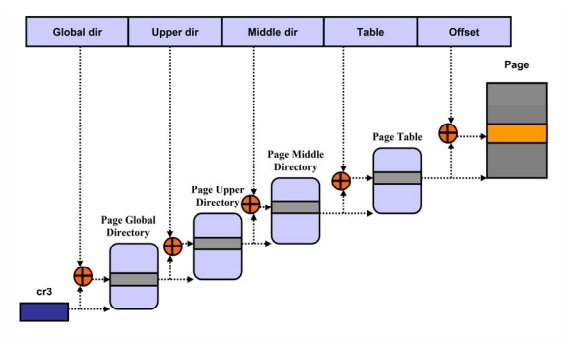 Global dir
Upper dir
Middle dir
Table
Offset
Page
Page Table
Page Middle
Directory
Page Upper
Directory
Page Global
Directory
cr3